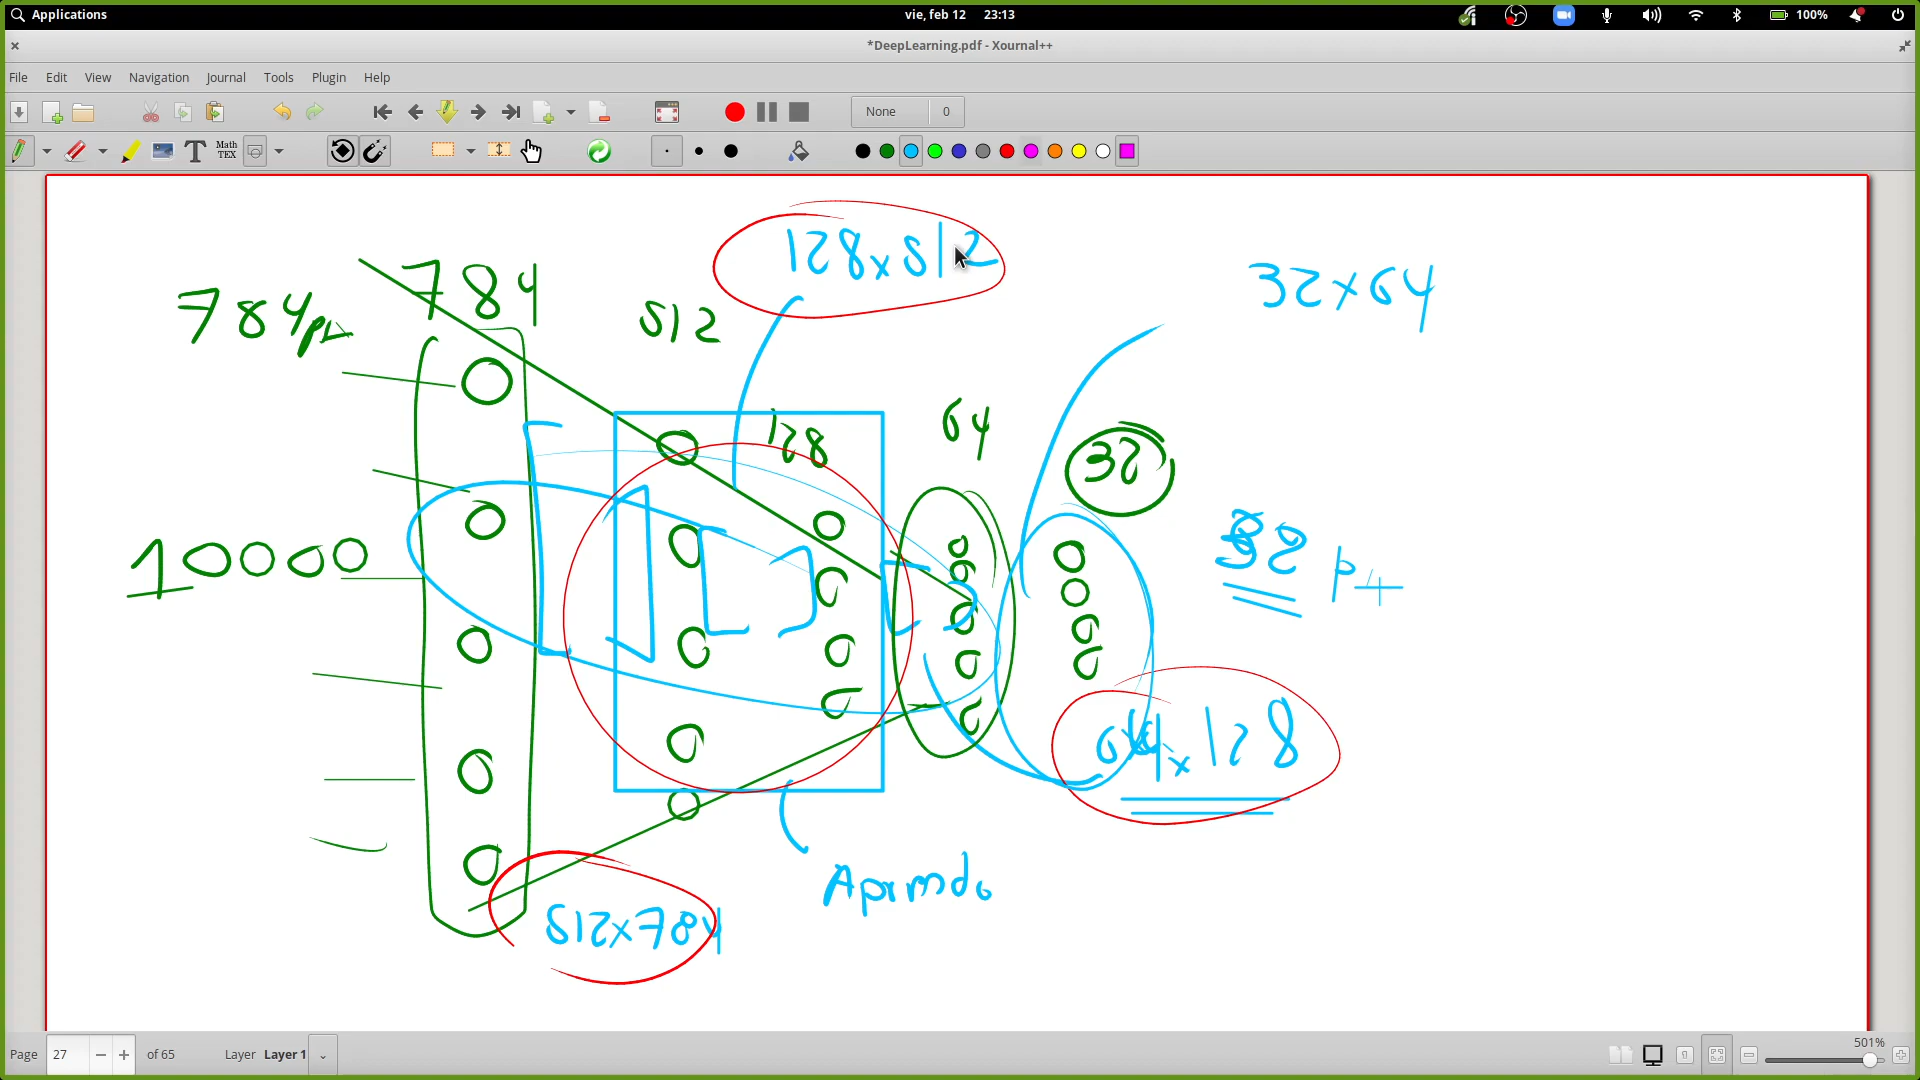 Applications
vie, feb 12 23:13
100%
*DeepLearning.pdf - Xournal++
File Edit View Navigation Journal Tools Plugin Help
None 0
Math
TEX
128x512
784
784px
512
32x64
128
64
32
10000
32 p
64x128
Aprendo
512x784
Page 27 of 65 Layer Layer 1
501%